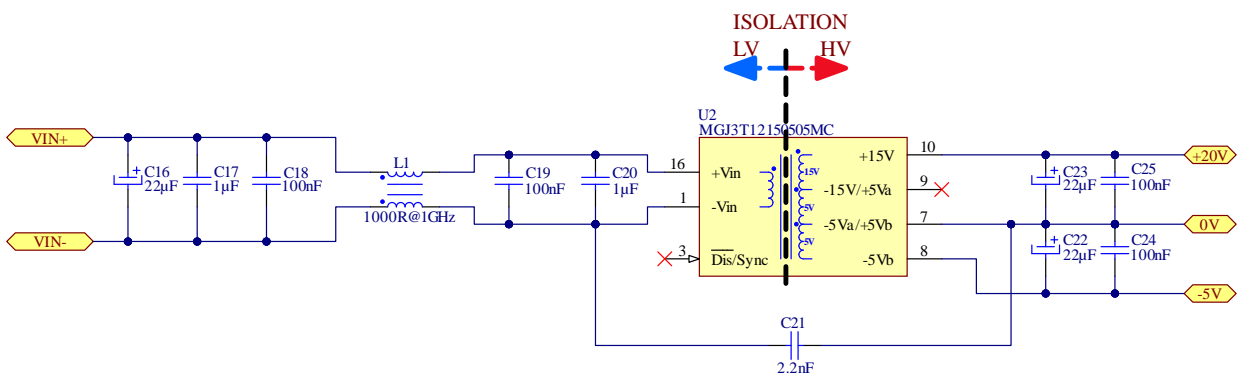 ISOLATION
LV HV
U2
MGJ3T12150505MC
VIN+
VIN-
C16
22µF
C17
1µF
C18
100nF
L1
1000R@1GHz
C19
100nF
C20
1µF
16
+Vin
1
-Vin
3
Dis/Sync
15V
5V
5V
+15V
10
-15V/+5Va
9
-5Va/+5Vb
7
-5Vb
8
C23
22µF
C25
100nF
C22
22µF
C24
100nF
+20V
0V
-5V
C21
2.2nF